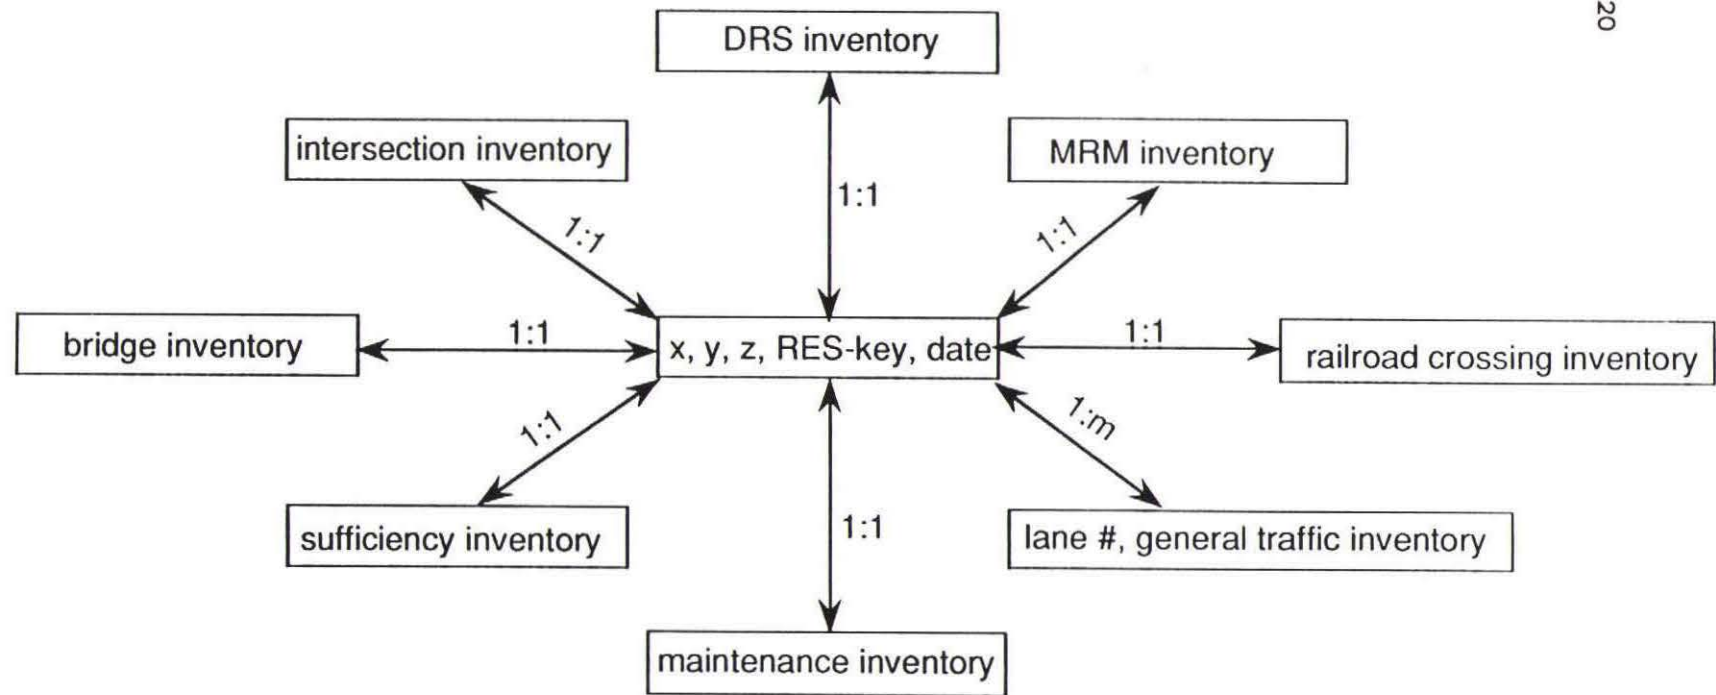 20
DRS inventory
intersection inventory
MRM inventory
1:1
1:1
1:1
bridge inventory
1:1
x, y, z, RES-key, date
1:1
railroad crossing inventory
1:1
1:m
sufficiency inventory
1:1
lane #, general traffic inventory
maintenance inventory